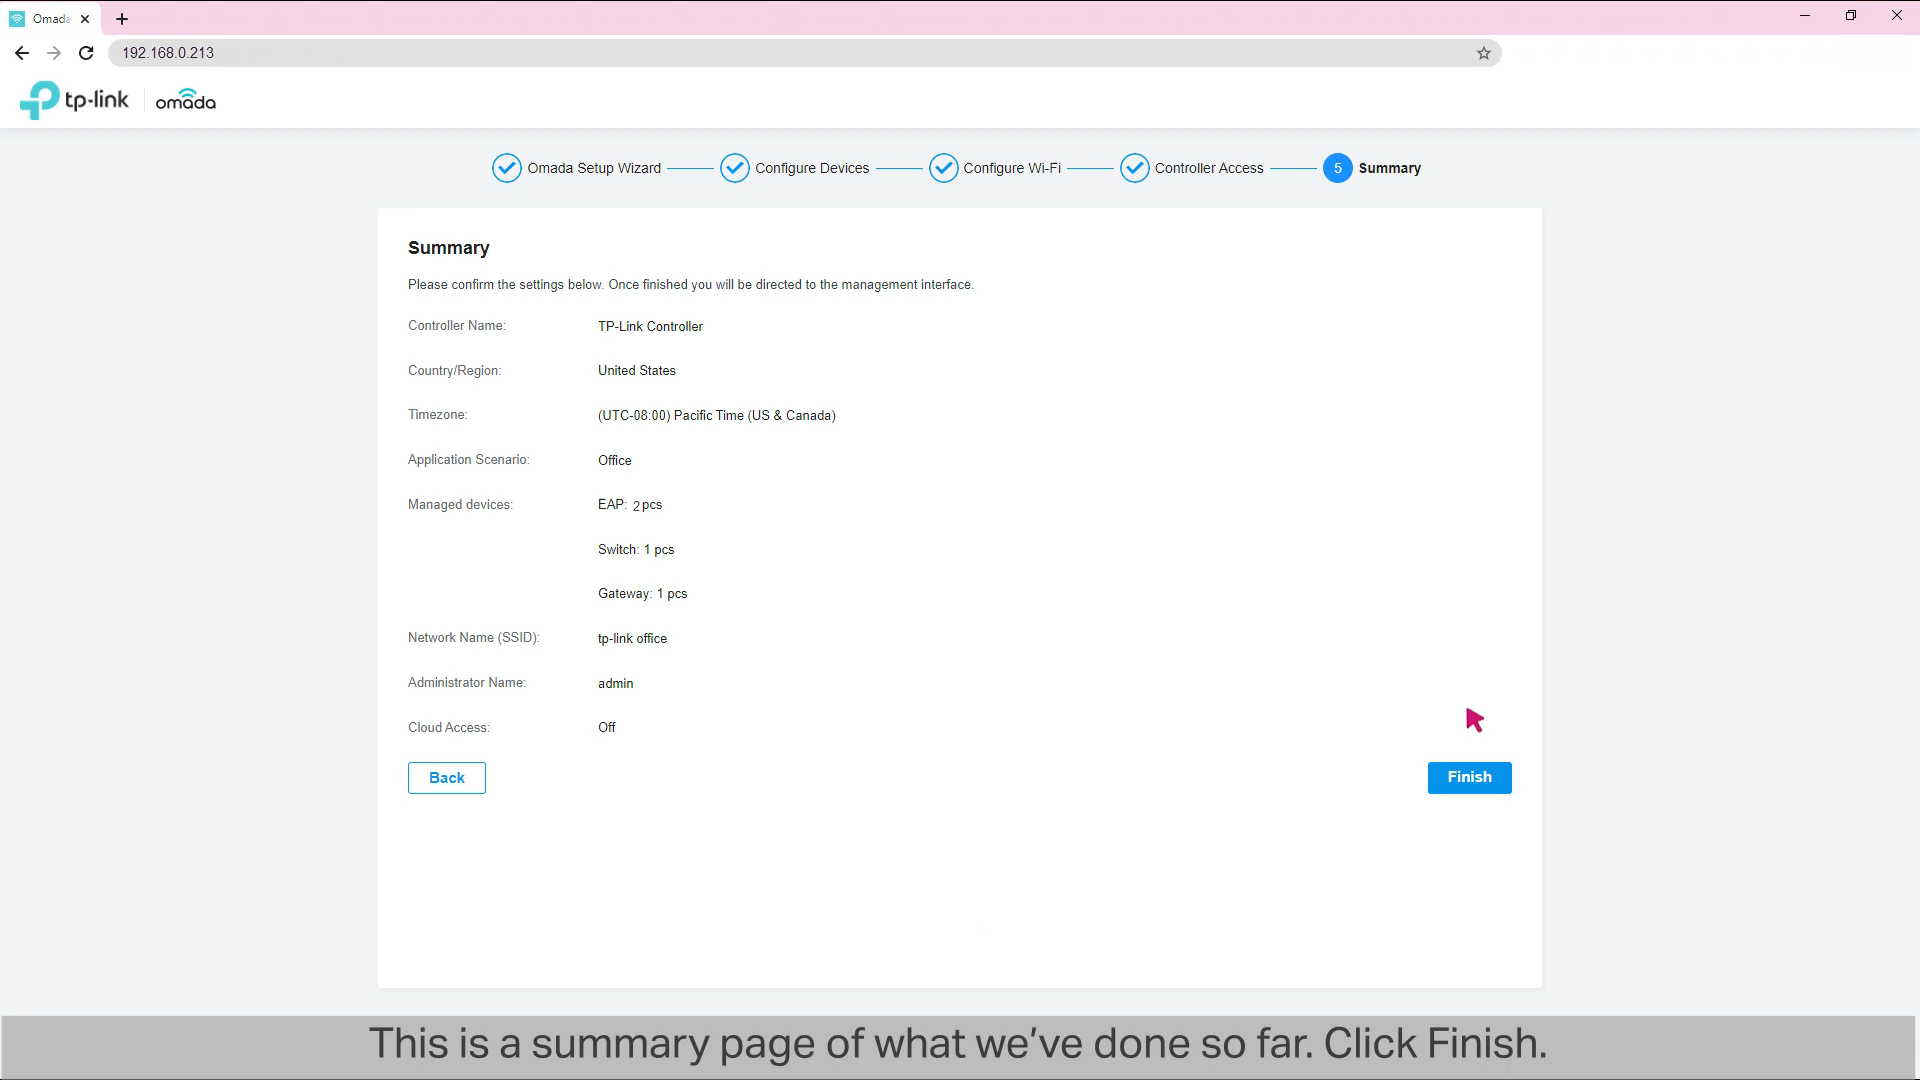 Omada
192.168.0.213
tp-link omada
Omada Setup Wizard Configure Devices Configure Wi-Fi Controller Access 5 Summary
Summary
Please confirm the settings below. Once finished you will be directed to the management interface.
Controller Name: TP-Link Controller
Country/Region: United States
Timezone: (UTC-08:00) Pacific Time (US & Canada)
Application Scenario: Office
Managed devices: EAP: 2 pcs
Switch: 1 pcs
Gateway: 1 pcs
Network Name (SSID): tp-link office
Administrator Name: admin
Cloud Access: Off
Back Finish
This is a summary page of what we've done so far. Click Finish.